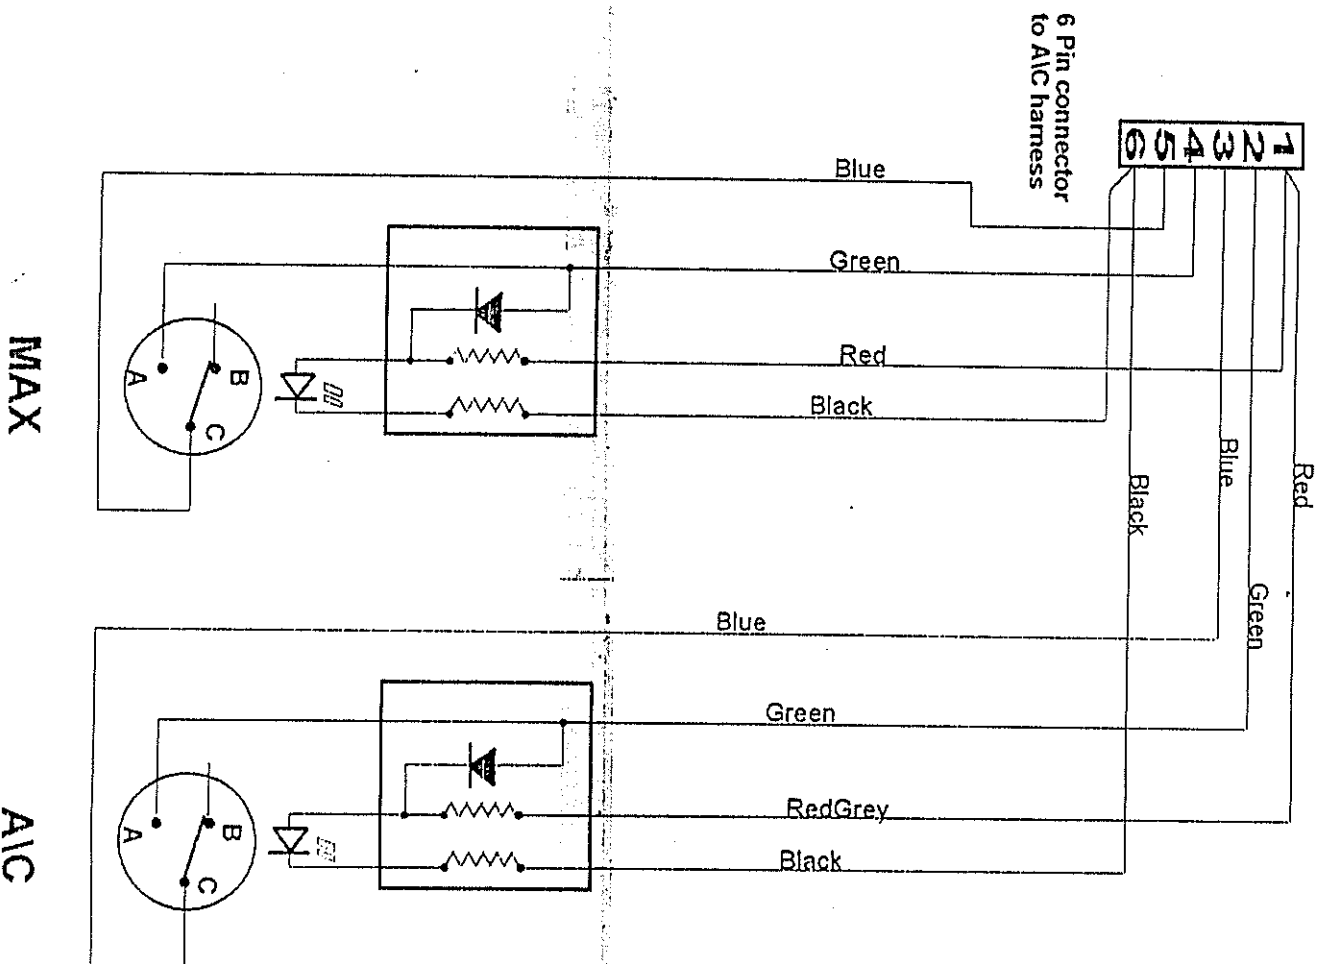 6 Pin connector
to A\C harness
1 2 3 4 5 6
Blue
Green
Red
Black
Blue
Red
Black
Green
Blue
Green
RedGrey
Black
B
A
C
B
A
C
MAX
A\C